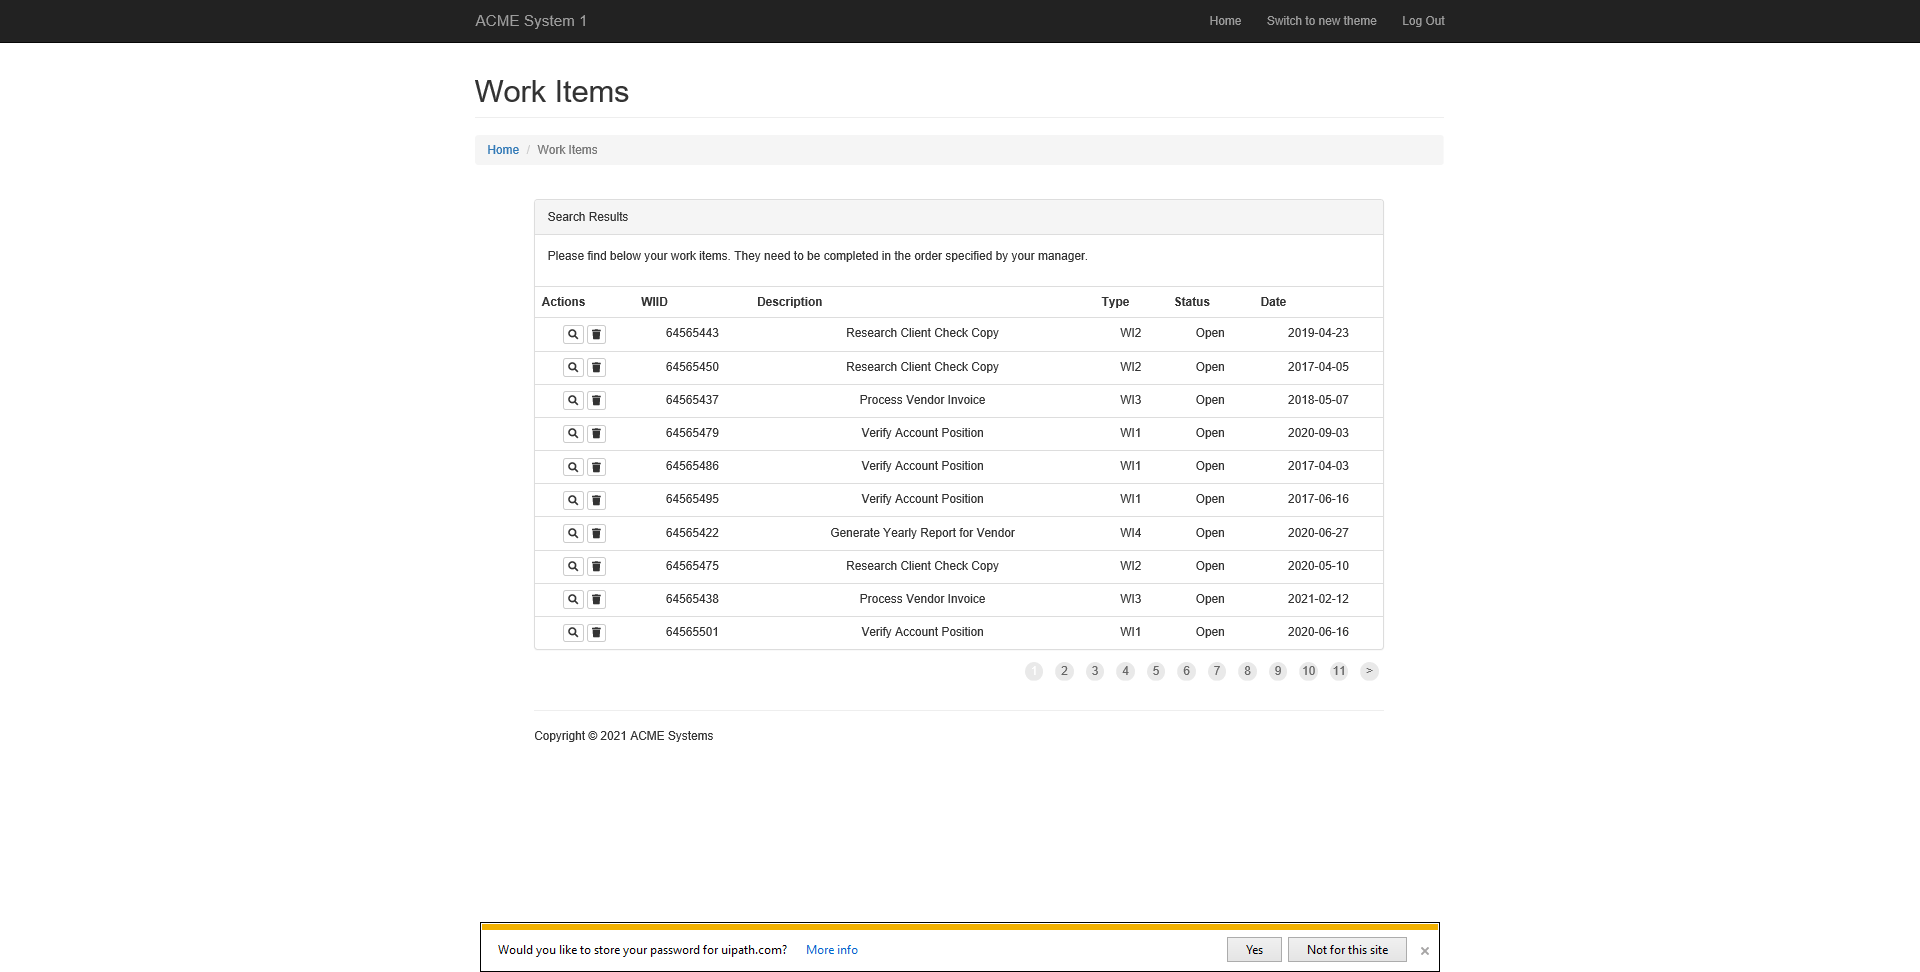 ACME System 1 Home Switch to new theme Log Out
Work Items
Home / Work Items
Search Results
Please find below your work items. They need to be completed in the order specified by your manager.
Actions WIID Description Type Status Date
64565443 Research Client Check Copy WI2 Open 2019-04-23
64565450 Research Client Check Copy WI2 Open 2017-04-05
64565437 Process Vendor Invoice WI3 Open 2018-05-07
64565479 Verify Account Position WI1 Open 2020-09-03
64565486 Verify Account Position WI1 Open 2017-04-03
64565495 Verify Account Position WI1 Open 2017-06-16
64565422 Generate Yearly Report for Vendor WI4 Open 2020-06-27
64565475 Research Client Check Copy WI2 Open 2020-05-10
64565438 Process Vendor Invoice WI3 Open 2021-02-12
64565501 Verify Account Position WI1 Open 2020-06-16
1 2 3 4 5 6 7 8 9 10 11 >
Copyright © 2021 ACME Systems
Would you like to store your password for uipath.com? More info Yes Not for this site ×